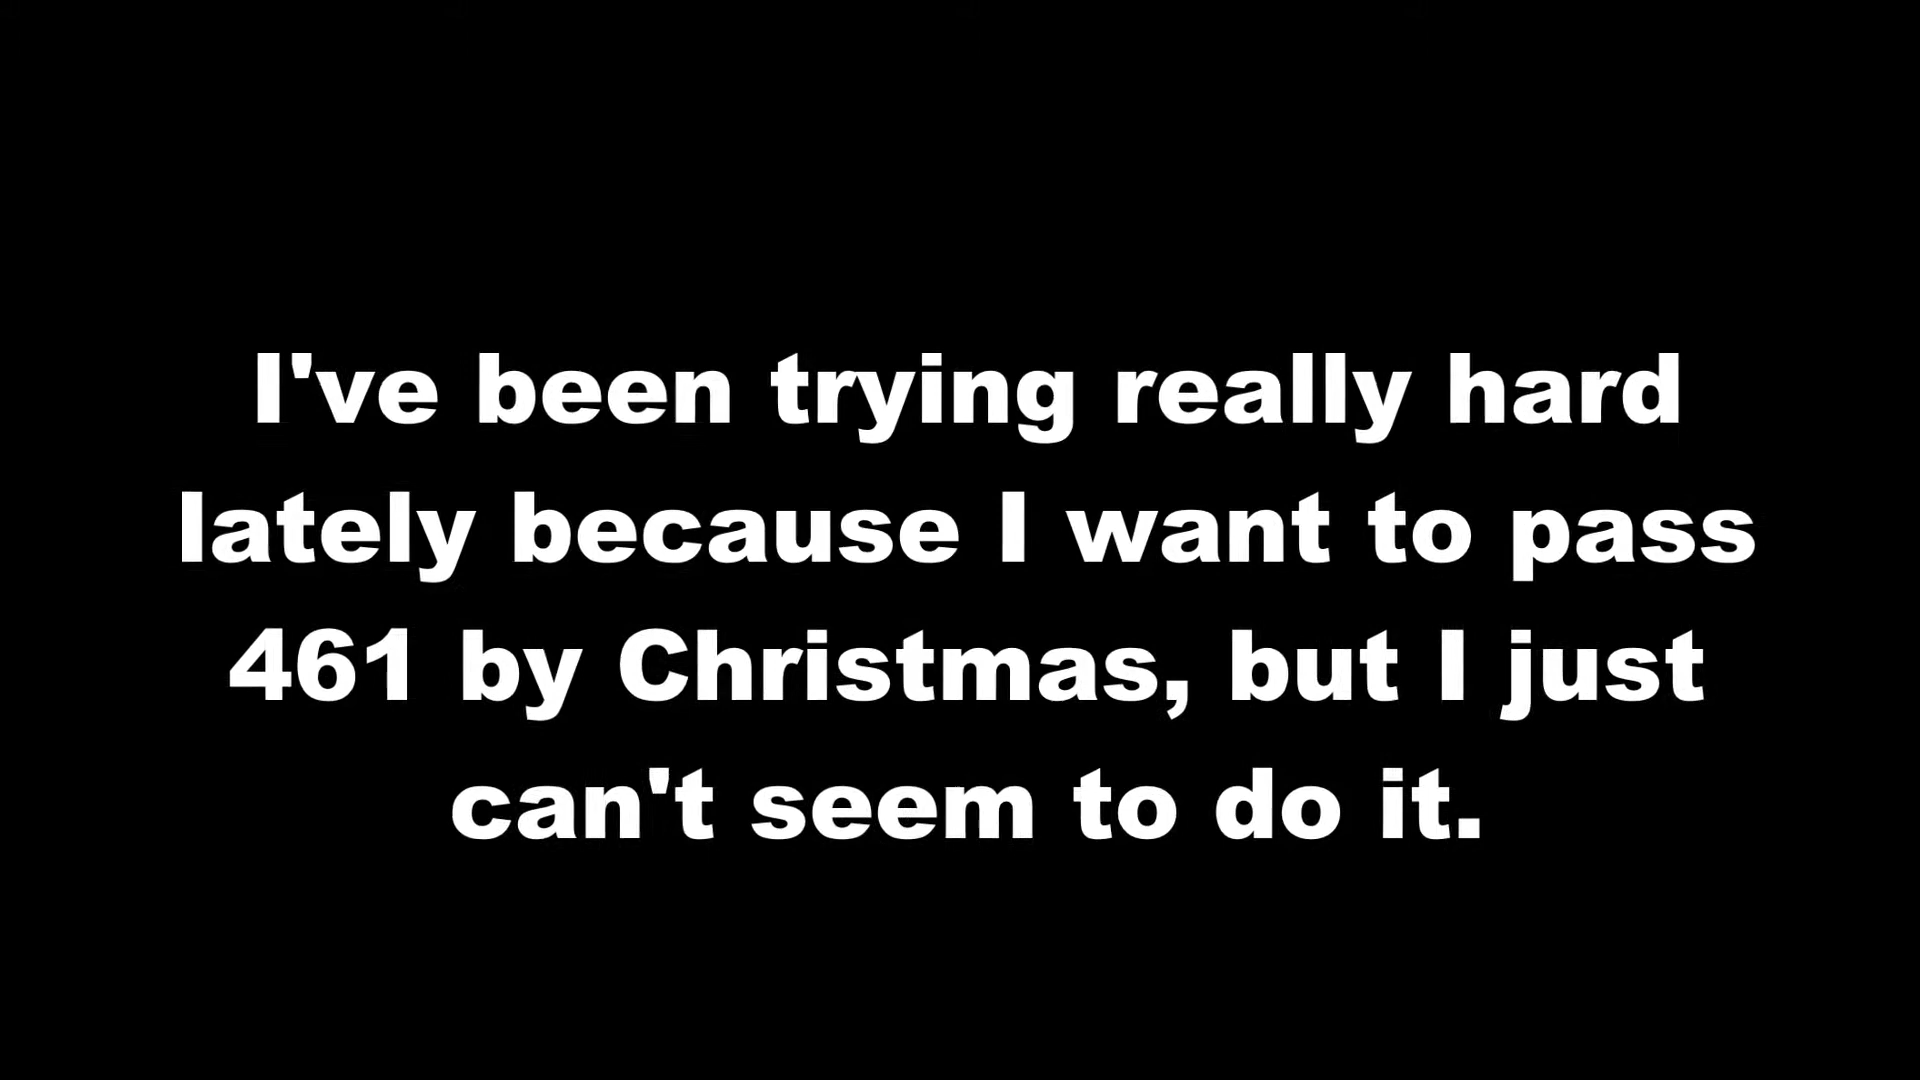 I've been trying really hard
lately because I want to pass
461 by Christmas, but I just
can't seem to do it.